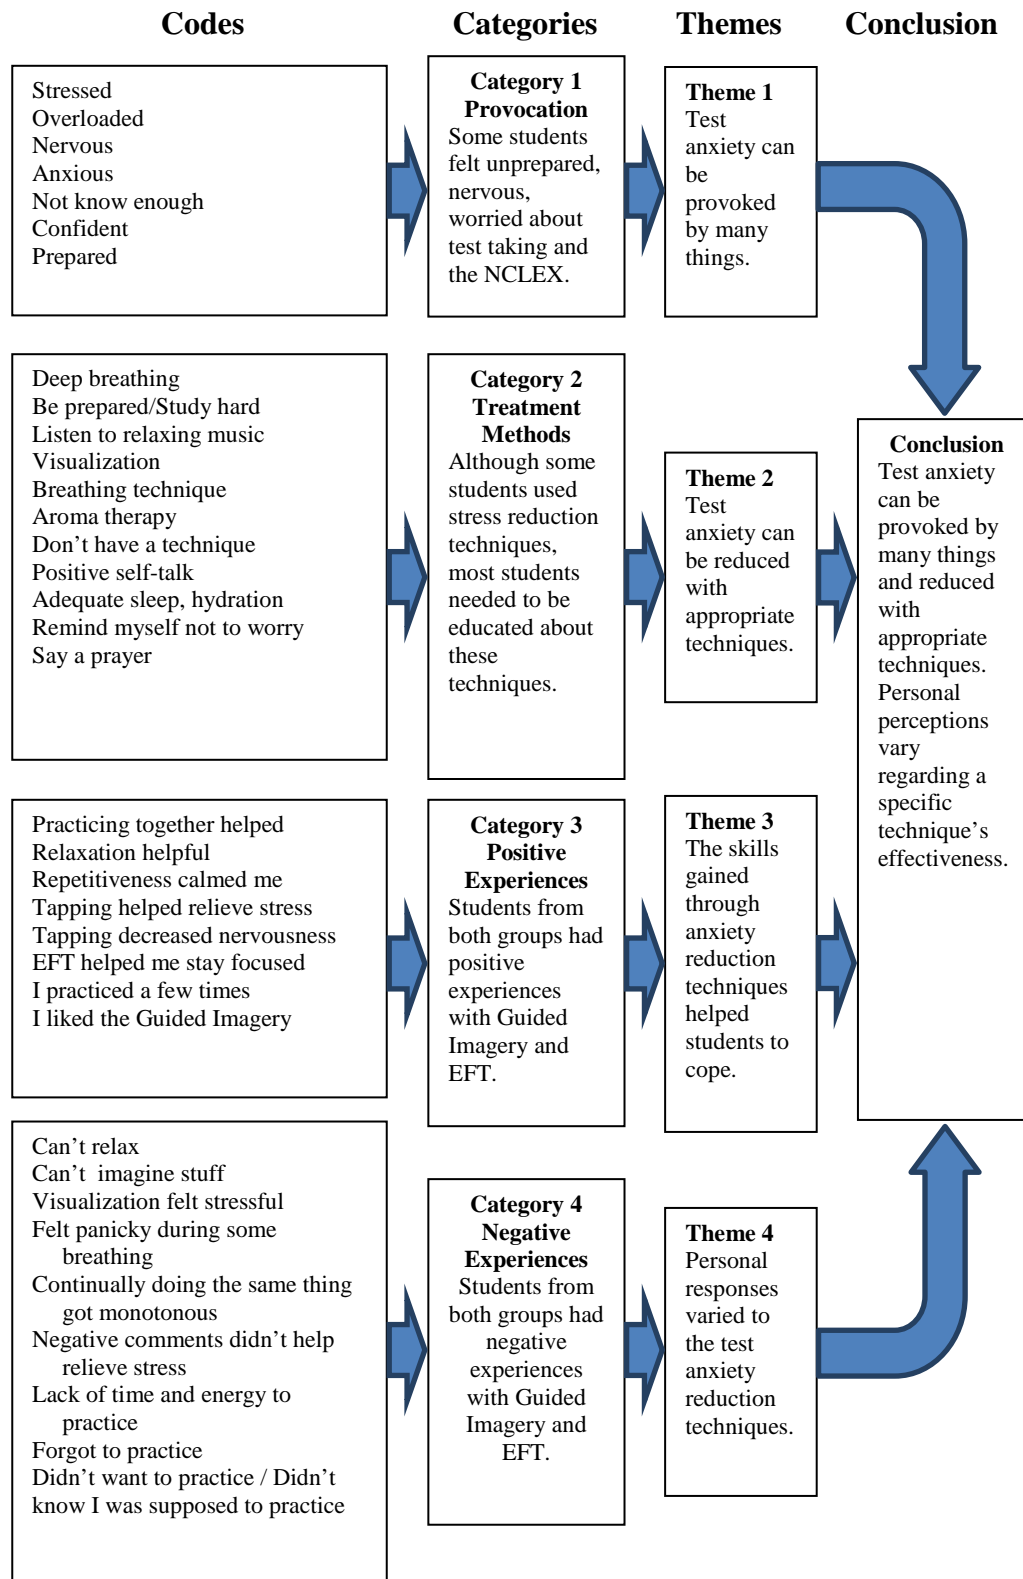 Codes Categories Themes Conclusion
Stressed
Overloaded
Nervous
Anxious
Not know enough
Confident
Prepared
Category 1
Provocation
Some students
felt unprepared,
nervous,
worried about
test taking and
the NCLEX.
Theme 1
Test
anxiety can
be
provoked
by many
things.
Deep breathing
Be prepared/Study hard
Listen to relaxing music
Visualization
Breathing technique
Aroma therapy
Don’t have a technique
Positive self-talk
Adequate sleep, hydration
Remind myself not to worry
Say a prayer
Category 2
Treatment
Methods
Although some
students used
stress reduction
techniques,
most students
needed to be
educated about
these
techniques.
Theme 2
Test
anxiety can
be reduced
with
appropriate
techniques.
Conclusion
Test anxiety
can be
provoked by
many things
and reduced
with
appropriate
techniques.
Personal
perceptions
vary
regarding a
specific
technique’s
effectiveness.
Practicing together helped
Relaxation helpful
Repetitiveness calmed me
Tapping helped relieve stress
Tapping decreased nervousness
EFT helped me stay focused
I practiced a few times
I liked the Guided Imagery
Category 3
Positive
Experiences
Students from
both groups had
positive
experiences
with Guided
Imagery and
EFT.
Theme 3
The skills
gained
through
anxiety
reduction
techniques
helped
students to
cope.
Can’t relax
Can’t imagine stuff
Visualization felt stressful
Felt panicky during some
breathing
Continually doing the same thing
got monotonous
Negative comments didn’t help
relieve stress
Lack of time and energy to
practice
Forgot to practice
Didn’t want to practice / Didn’t
know I was supposed to practice
Category 4
Negative
Experiences
Students from
both groups had
negative
experiences
with Guided
Imagery and
EFT.
Theme 4
Personal
responses
varied to
the test
anxiety
reduction
techniques.